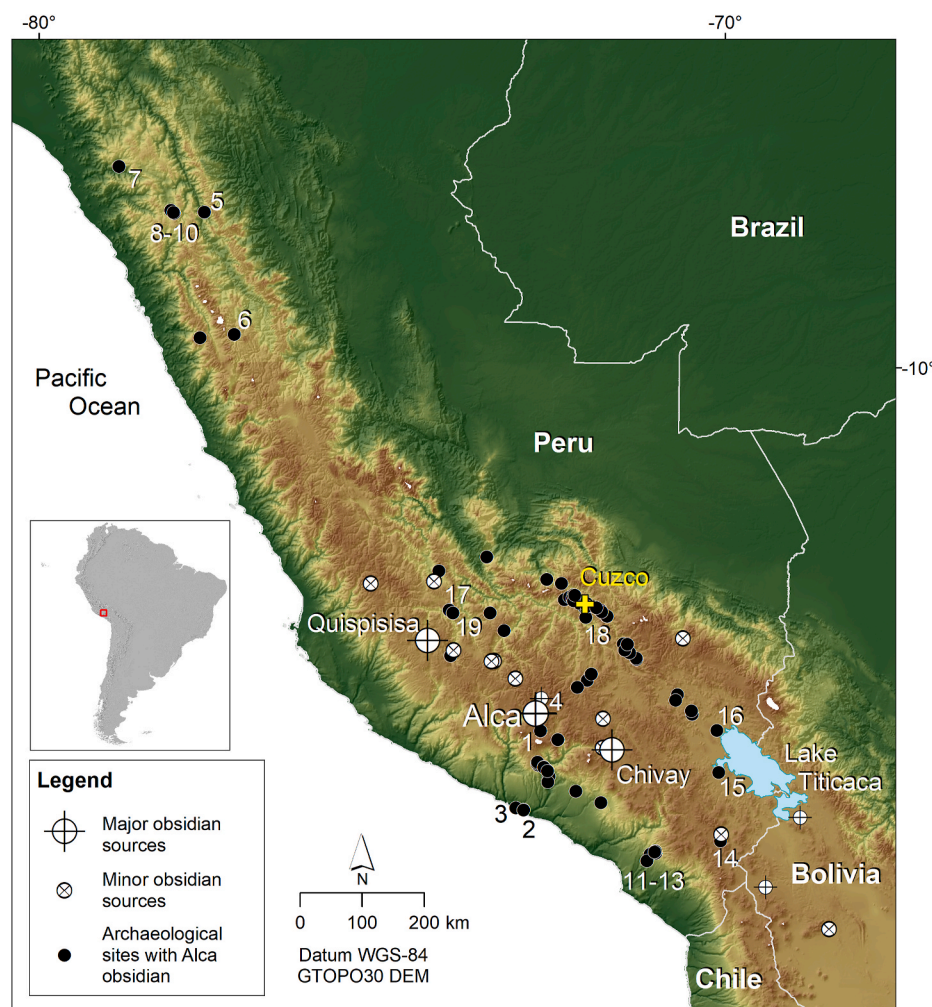 -80°
-70°
7
5
8-10
Brazil
6
-10°
Pacific
Ocean
Peru
Cuzco
17
19
18
Quispisisa
4
Alca
1
16
Chivay
Lake
Titicaca
15
3
2
14
11-13
Bolivia
Chile
Legend
Major obsidian
sources
Minor obsidian
sources
Archaeological
sites with Alca
obsidian
N
0
100
200 km
Datum WGS-84
GTOPO30 DEM